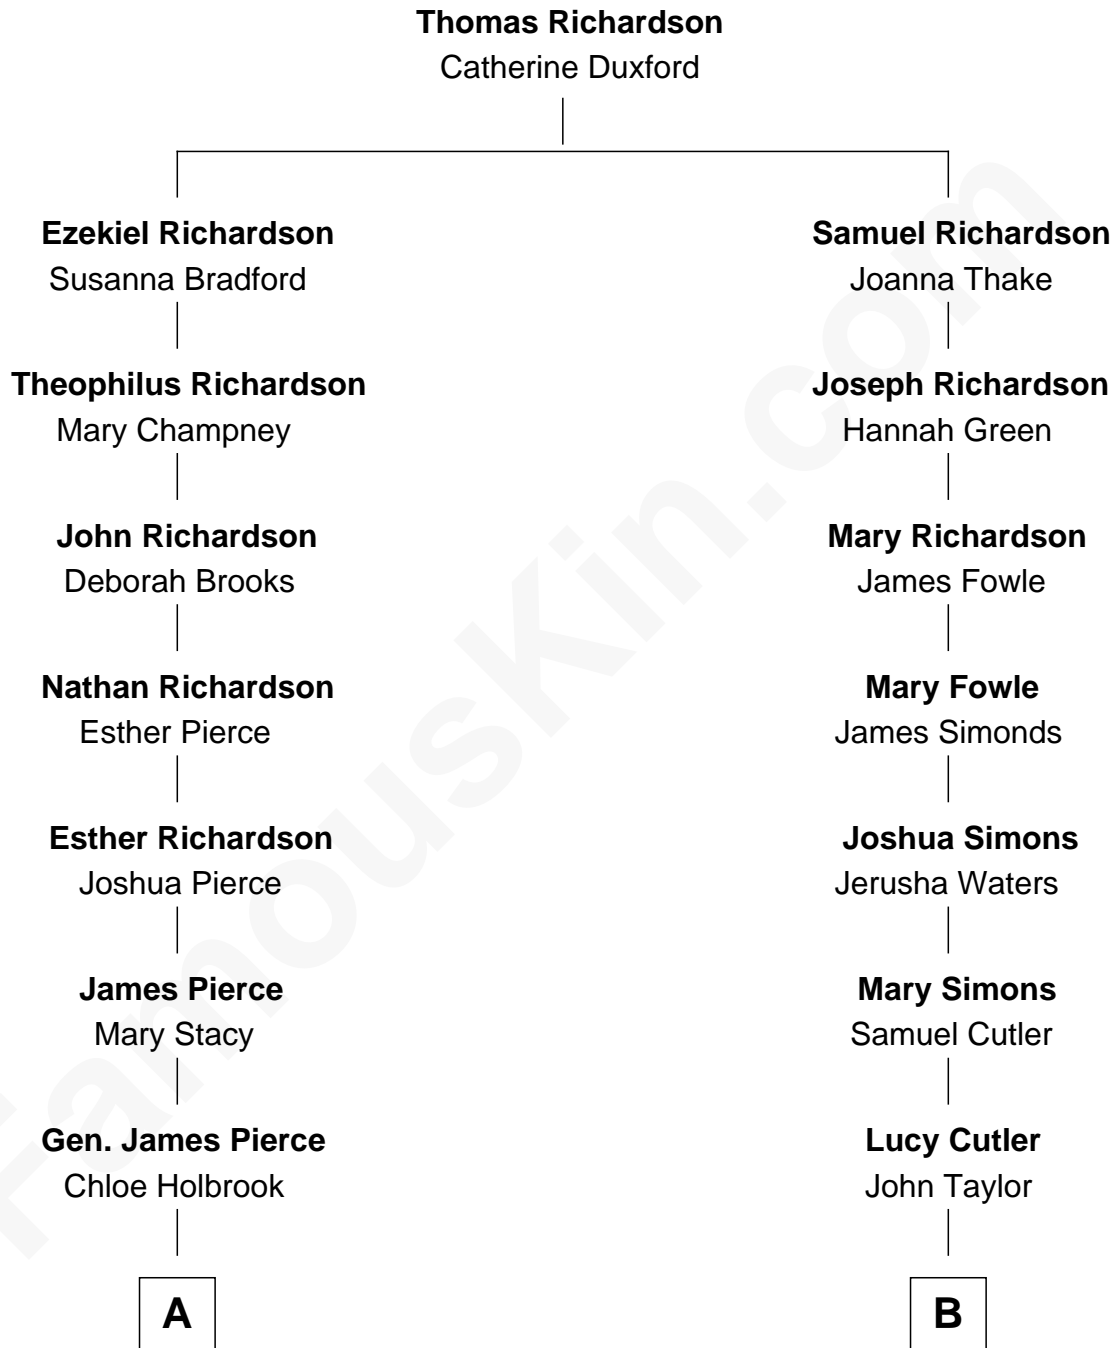 Thomas Richardson
Catherine Duxford
Ezekiel Richardson
Susanna Bradford
Samuel Richardson
Joanna Thake
Theophilus Richardson
Mary Champney
Joseph Richardson
Hannah Green
John Richardson
Deborah Brooks
Mary Richardson
James Fowle
Nathan Richardson
Esther Pierce
Mary Fowle
James Simonds
Esther Richardson
Joshua Pierce
Joshua Simons
Jerusha Waters
James Pierce
Mary Stacy
Mary Simons
Samuel Cutler
Gen. James Pierce
Chloe Holbrook
Lucy Cutler
John Taylor
A
B
FamousKin.com